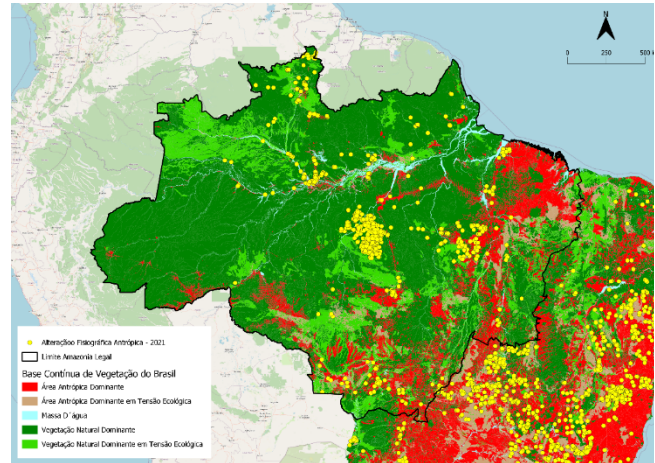 N
0 250 500 k
Alteração Fisiográfica Antrópica - 2021
Limite Amazonia Legal
Base Contínua de Vegetação do Brasil
Área Antrópica Dominante
Área Antrópica Dominante em Tensão Ecológica
Massa D´água
Vegetação Natural Dominante
Vegetação Natural Dominante em Tensão Ecológica